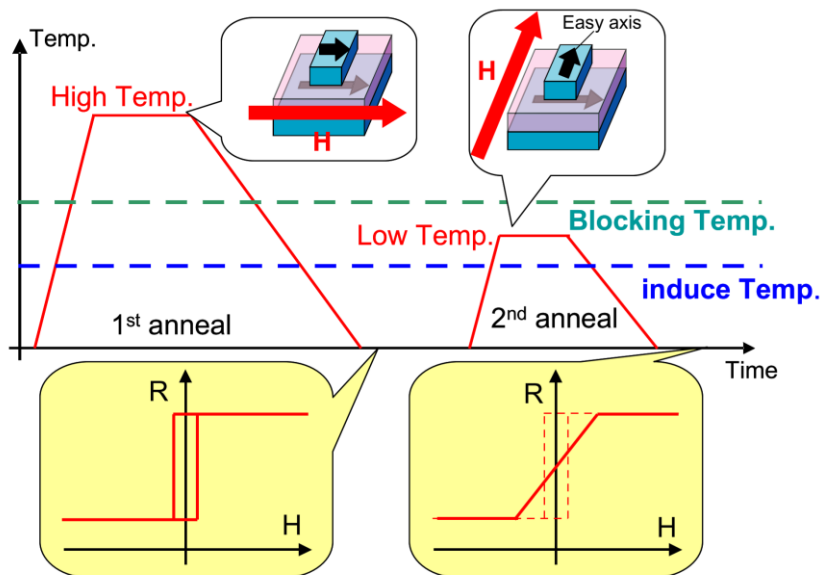 Temp.
High Temp.
H
H
Easy axis
Blocking Temp.
Low Temp.
induce Temp.
1st anneal
2nd anneal
Time
R
H
R
H